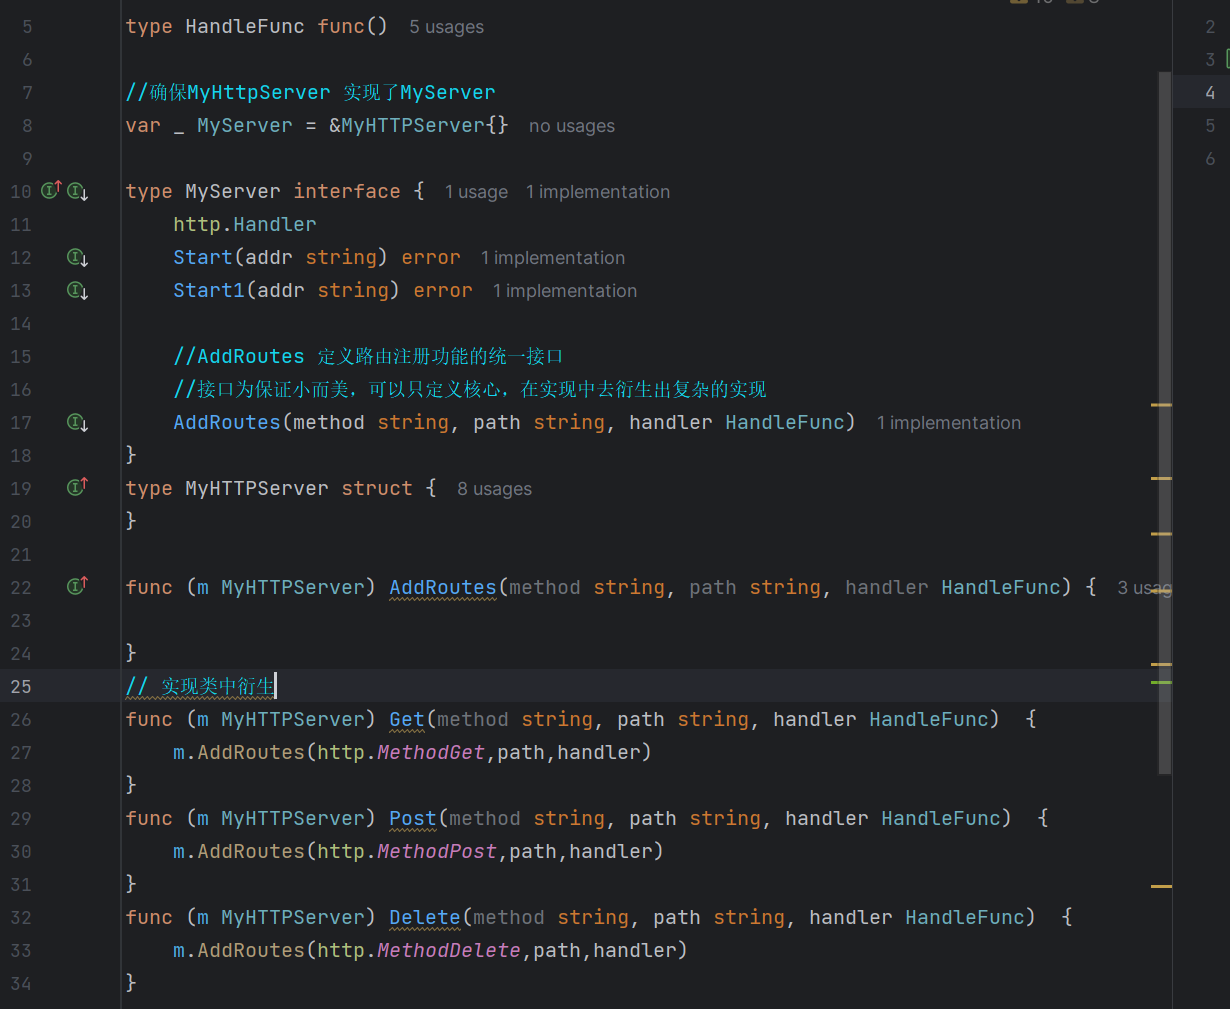 5 type HandleFunc func() 5 usages
6
7 //确保MyHttpServer 实现了MyServer
8 var _ MyServer = &MyHTTPServer{} no usages
9
10 type MyServer interface { 1 usage 1 implementation
11 http.Handler
12 Start(addr string) error 1 implementation
13 Start1(addr string) error 1 implementation
14
15 //AddRoutes 定义路由注册功能的统一接口
16 //接口为保证小而美，可以只定义核心，在实现中去衍生出复杂的实现
17 AddRoutes(method string, path string, handler HandleFunc) 1 implementation
18 }
19 type MyHTTPServer struct { 8 usages
20 }
21
22 func (m MyHTTPServer) AddRoutes(method string, path string, handler HandleFunc) { 3 usag
23
24 }
25 // 实现类中衍生
26 func (m MyHTTPServer) Get(method string, path string, handler HandleFunc) {
27 m.AddRoutes(http.MethodGet,path,handler)
28 }
29 func (m MyHTTPServer) Post(method string, path string, handler HandleFunc) {
30 m.AddRoutes(http.MethodPost,path,handler)
31 }
32 func (m MyHTTPServer) Delete(method string, path string, handler HandleFunc) {
33 m.AddRoutes(http.MethodDelete,path,handler)
34 }
2
3
4
5
6